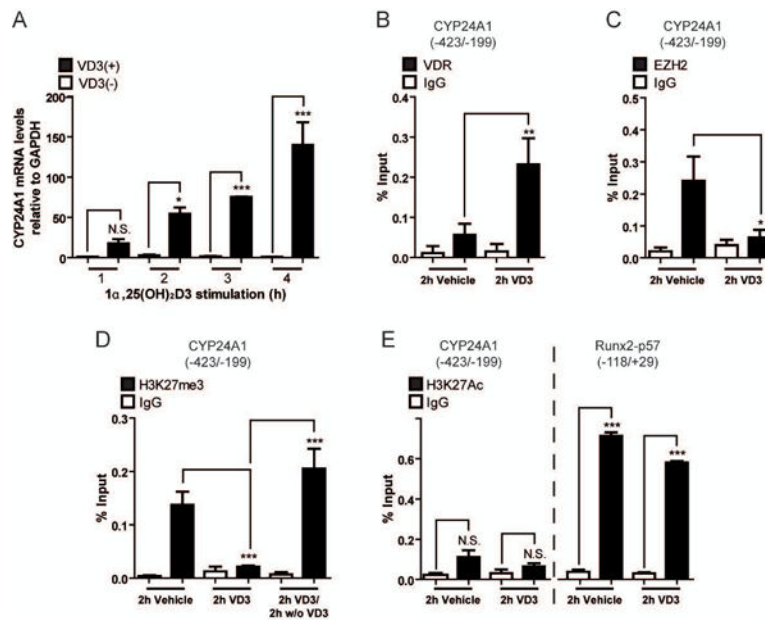 A
VD3(+)
VD3(-)
CYP24A1 mRNA levels
relative to GAPDH
200
150
100
50
0
N.S.
*
***
***
1 2 3 4
1α,25(OH)₂D3 stimulation (h)
B
CYP24A1
(-423/-199)
VDR
IgG
% Input
0.4
0.3
0.2
0.1
0.0
**
2h Vehicle 2h VD3
C
CYP24A1
(-423/-199)
EZH2
IgG
% Input
0.5
0.4
0.3
0.2
0.1
0.0
*
2h Vehicle 2h VD3
D
CYP24A1
(-423/-199)
H3K27me3
IgG
% Input
0.3
0.2
0.1
0.0
***
***
2h Vehicle 2h VD3 2h VD3/
2h w/o VD3
E
CYP24A1
(-423/-199)
Runx2-p57
(-118/+29)
H3K27Ac
IgG
% Input
0.6
0.4
0.2
0.0
N.S.
N.S.
***
***
2h Vehicle 2h VD3 2h Vehicle 2h VD3